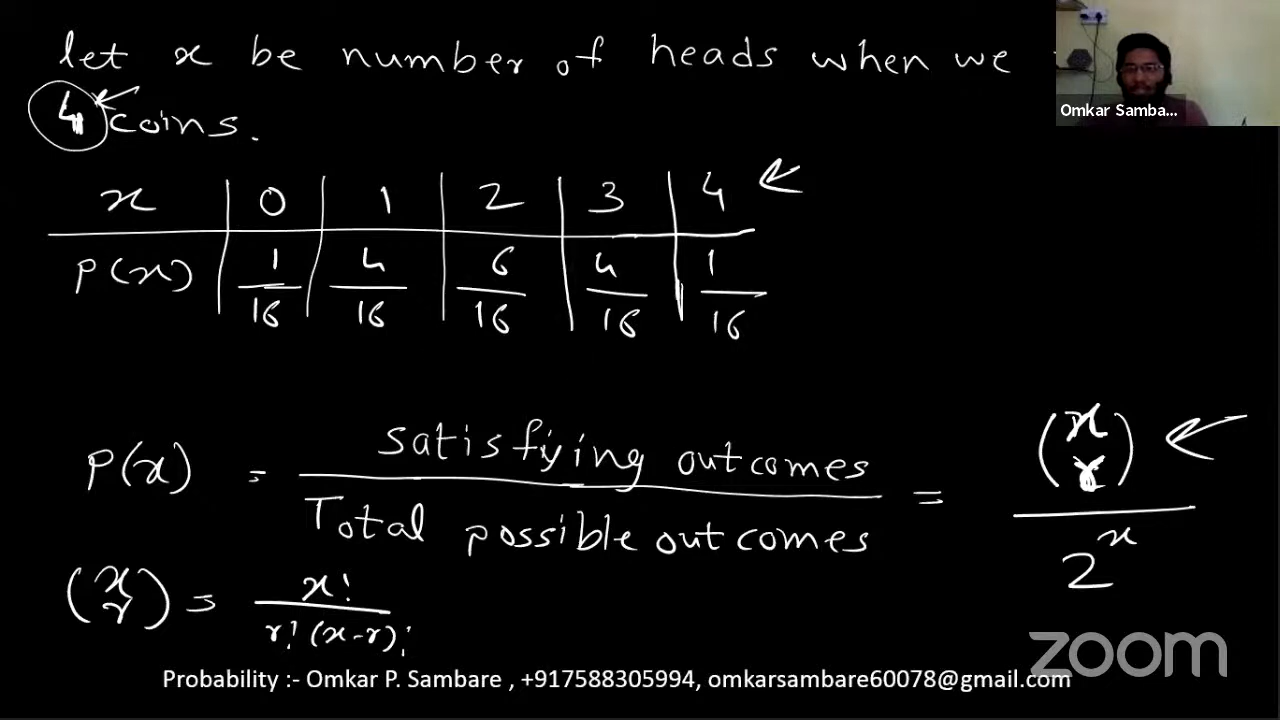 let x be number of heads when we
4 coins.
x 0 1 2 3 4
P(x) 1/16 4/16 6/16 4/16 1/16
P(x) = satisfying outcomes / Total possible outcomes = (x r) / 2^x
(x r) = x! / r! (x-r)!
Omkar Samba...
zoom
Probability :- Omkar P. Sambare , +917588305994, omkarsambare60078@gmail.com